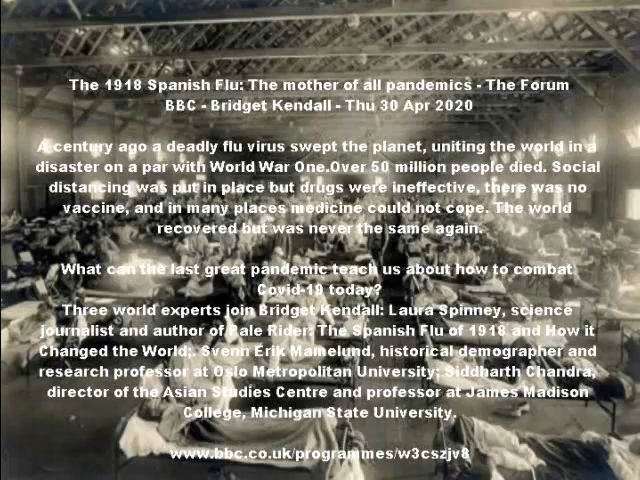 The 1918 Spanish Flu: The mother of all pandemics - The Forum
BBC - Bridget Kendall - Thu 30 Apr 2020
A century ago a deadly flu virus swept the planet, uniting the world in a
disaster on a par with World War One.Over 50 million people died. Social
distancing was put in place but drugs were ineffective, there was no
vaccine, and in many places medicine could not cope. The world
recovered but was never the same again.
What can the last great pandemic teach us about how to combat
Covid-19 today?
Three world experts join Bridget Kendall: Laura Spinney, science
journalist and author of Pale Rider: The Spanish Flu of 1918 and How it
Changed the World;. Svenn Erik Mamelund, historical demographer and
research professor at Oslo Metropolitan University; Siddharth Chandra,
director of the Asian Studies Centre and professor at James Madison
College, Michigan State University.
www.bbc.co.uk/programmes/w3cszjv8